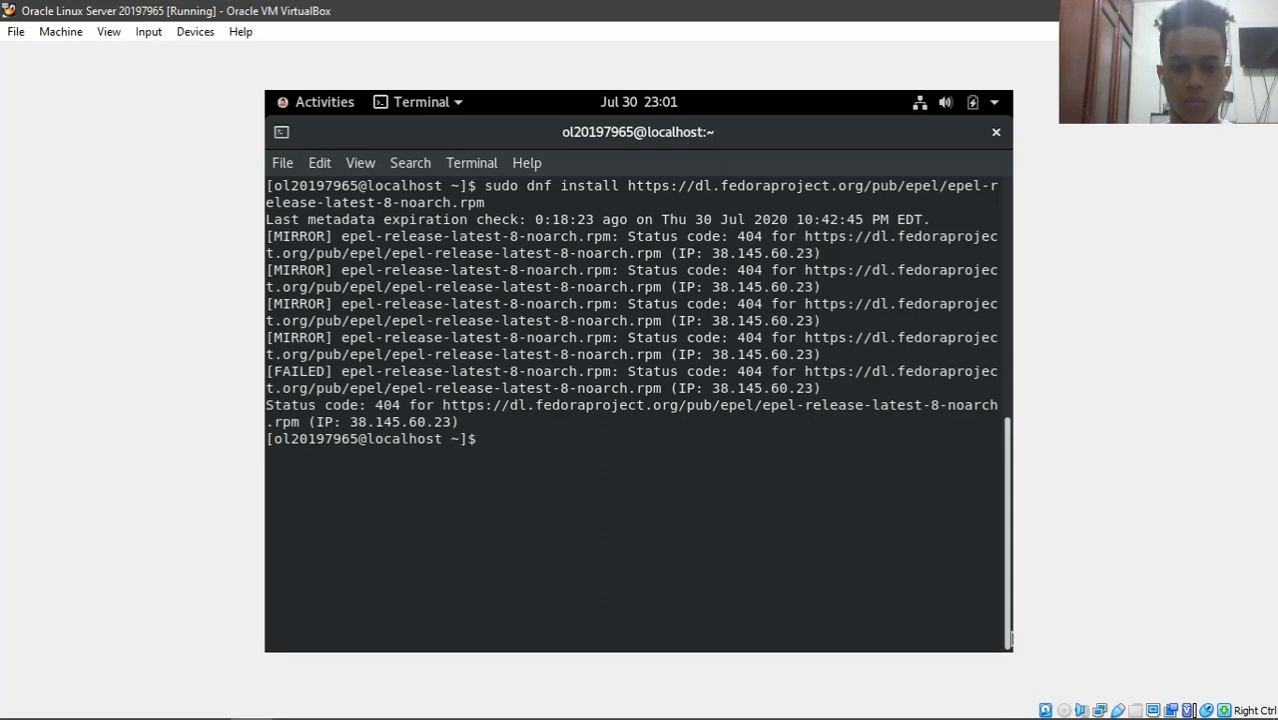 Oracle Linux Server 20197965 [Running] - Oracle VM VirtualBox
File Machine View Input Devices Help
Activities Terminal Jul 30 23:01
ol20197965@localhost:~
File Edit View Search Terminal Help
[ol20197965@localhost ~]$ sudo dnf install https://dl.fedoraproject.org/pub/epel/epel-r
elease-latest-8-noarch.rpm
Last metadata expiration check: 0:18:23 ago on Thu 30 Jul 2020 10:42:45 PM EDT.
[MIRROR] epel-release-latest-8-noarch.rpm: Status code: 404 for https://dl.fedoraprojec
t.org/pub/epel/epel-release-latest-8-noarch.rpm (IP: 38.145.60.23)
[MIRROR] epel-release-latest-8-noarch.rpm: Status code: 404 for https://dl.fedoraprojec
t.org/pub/epel/epel-release-latest-8-noarch.rpm (IP: 38.145.60.23)
[MIRROR] epel-release-latest-8-noarch.rpm: Status code: 404 for https://dl.fedoraprojec
t.org/pub/epel/epel-release-latest-8-noarch.rpm (IP: 38.145.60.23)
[MIRROR] epel-release-latest-8-noarch.rpm: Status code: 404 for https://dl.fedoraprojec
t.org/pub/epel/epel-release-latest-8-noarch.rpm (IP: 38.145.60.23)
[FAILED] epel-release-latest-8-noarch.rpm: Status code: 404 for https://dl.fedoraprojec
t.org/pub/epel/epel-release-latest-8-noarch.rpm (IP: 38.145.60.23)
Status code: 404 for https://dl.fedoraproject.org/pub/epel/epel-release-latest-8-noarch
.rpm (IP: 38.145.60.23)
[ol20197965@localhost ~]$
Right Ctrl